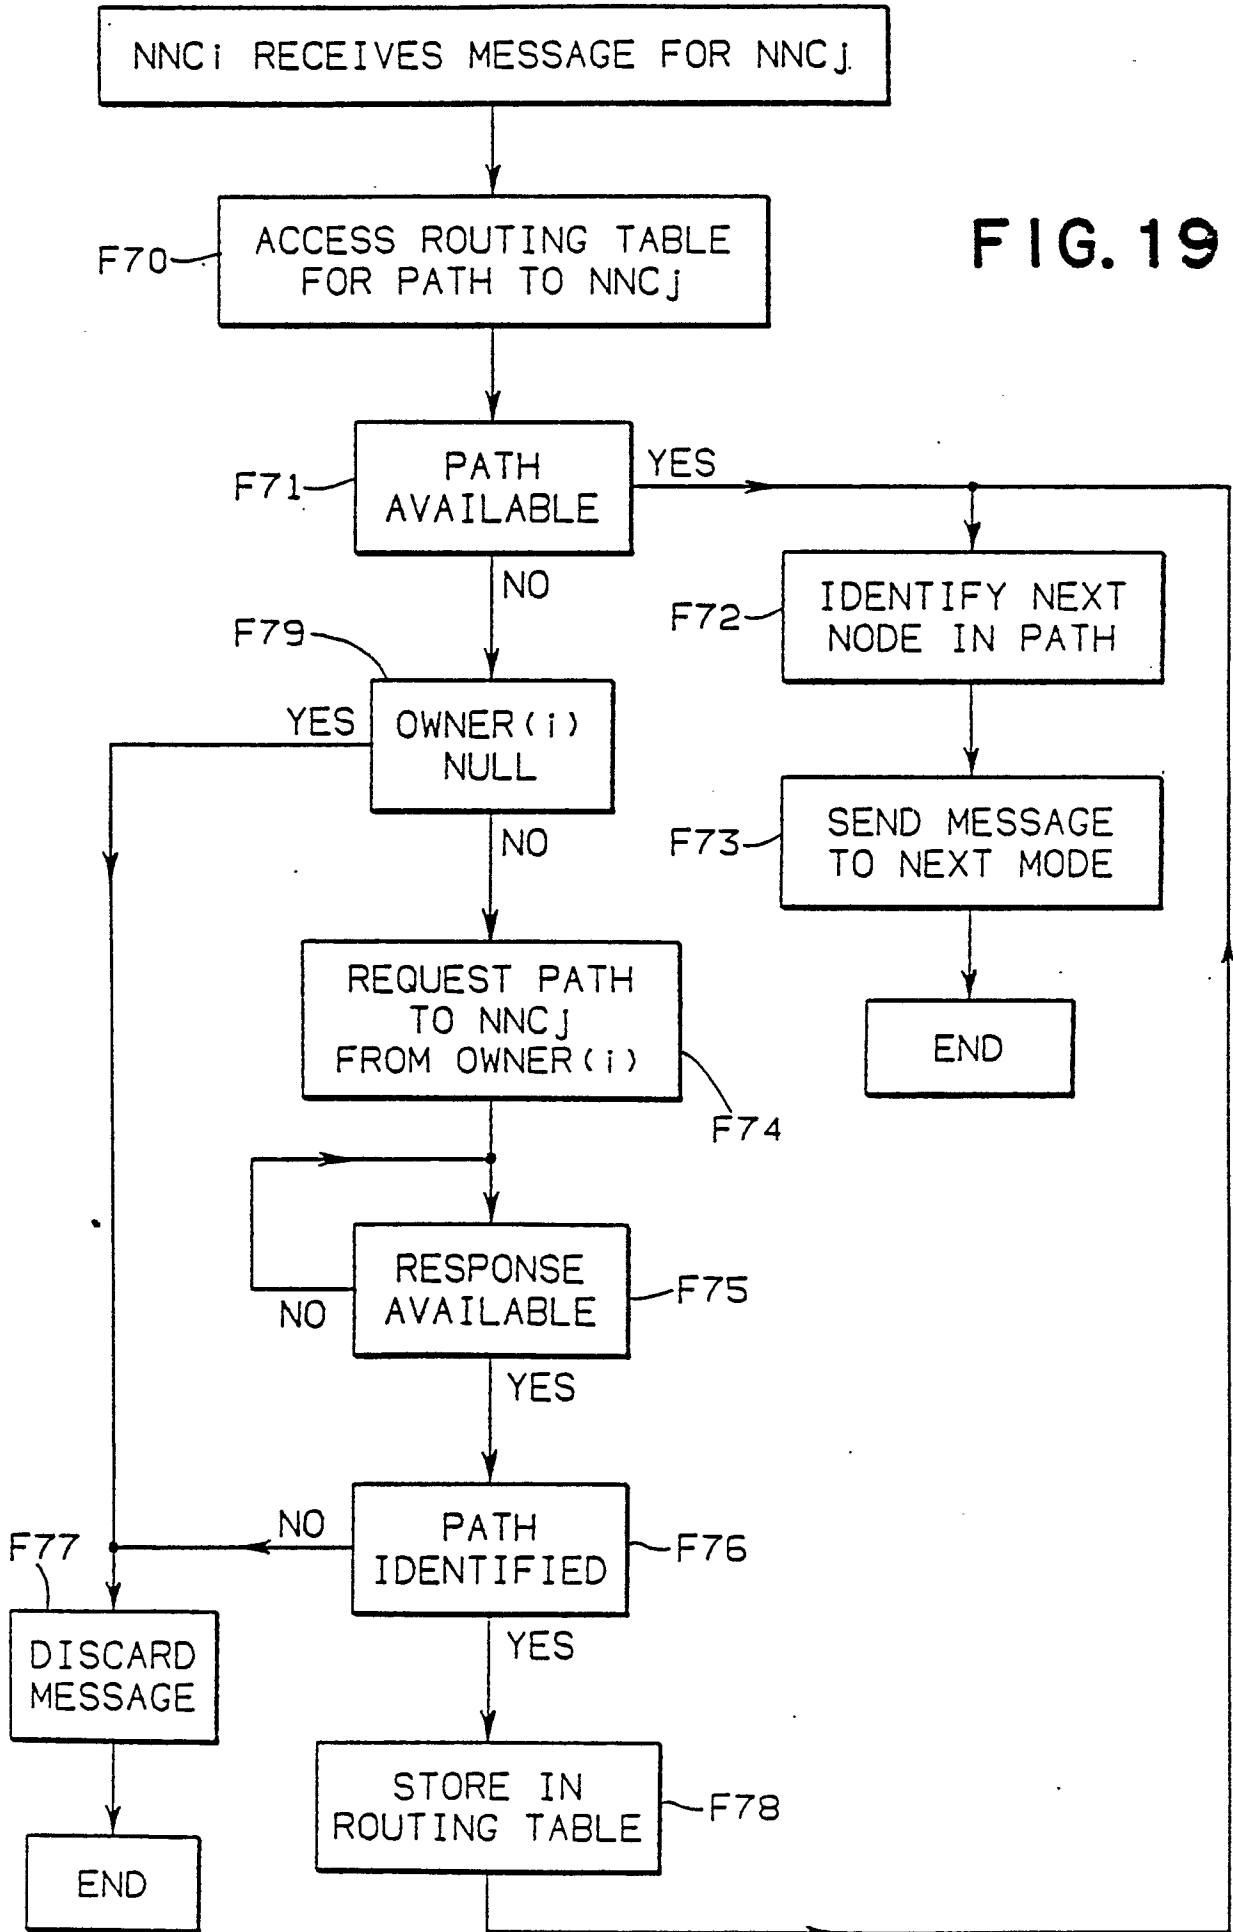 NNCi RECEIVES MESSAGE FOR NNCj
FIG. 19
F70
ACCESS ROUTING TABLE
FOR PATH TO NNCj
F71
PATH
AVAILABLE
YES
NO
F72
IDENTIFY NEXT
NODE IN PATH
F79
YES
OWNER(i)
NULL
NO
F73
SEND MESSAGE
TO NEXT MODE
END
REQUEST PATH
TO NNCj
FROM OWNER(i)
F74
RESPONSE
AVAILABLE
F75
NO
YES
PATH
IDENTIFIED
F76
NO
YES
F77
DISCARD
MESSAGE
END
STORE IN
ROUTING TABLE
F78